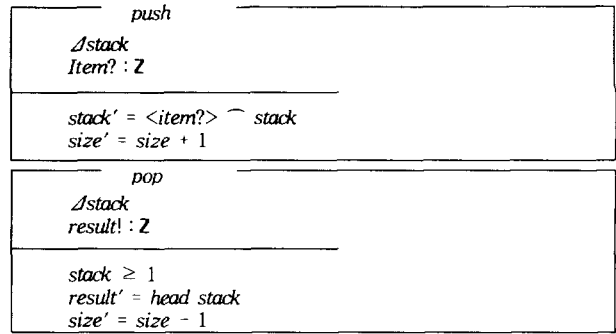 push
Δstack
Item? : Z
stack′ = <item?> ⌒ stack
size′ = size + 1
pop
Δstack
result! : Z
stack ≥ 1
result′ = head stack
size′ = size - 1